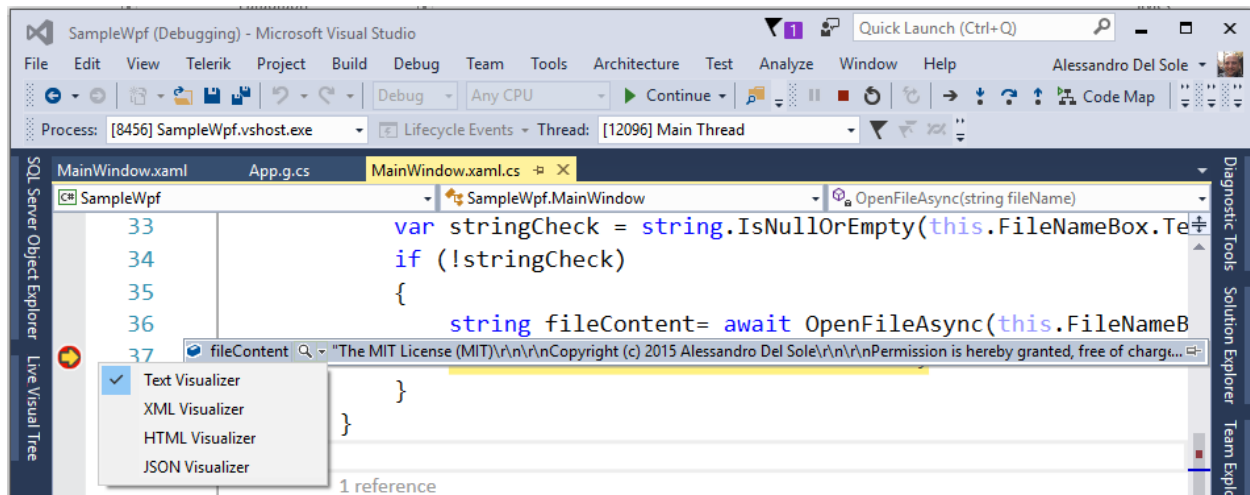 SampleWpf (Debugging) - Microsoft Visual Studio
1
Quick Launch (Ctrl+Q)
File Edit View Telerik Project Build Debug Team Tools Architecture Test Analyze Window Help Alessandro Del Sole
Debug Any CPU Continue Code Map
Process: [8456] SampleWpf.vshost.exe Lifecycle Events Thread: [12096] Main Thread
MainWindow.xaml App.g.cs MainWindow.xaml.cs
C# SampleWpf SampleWpf.MainWindow OpenFileAsync(string fileName)
33 var stringCheck = string.IsNullOrEmpty(this.FileNameBox.Te
34 if (!stringCheck)
35 {
36 string fileContent= await OpenFileAsync(this.FileNameB
37 fileContent "The MIT License (MIT)\r\n\r\nCopyright (c) 2015 Alessandro Del Sole\r\n\r\nPermission is hereby granted, free of charge...
Text Visualizer
XML Visualizer
HTML Visualizer
JSON Visualizer
}
}
1 reference
SQL Server Object Explorer
Live Visual Tree
Diagnostic Tools
Solution Explorer
Team Explo